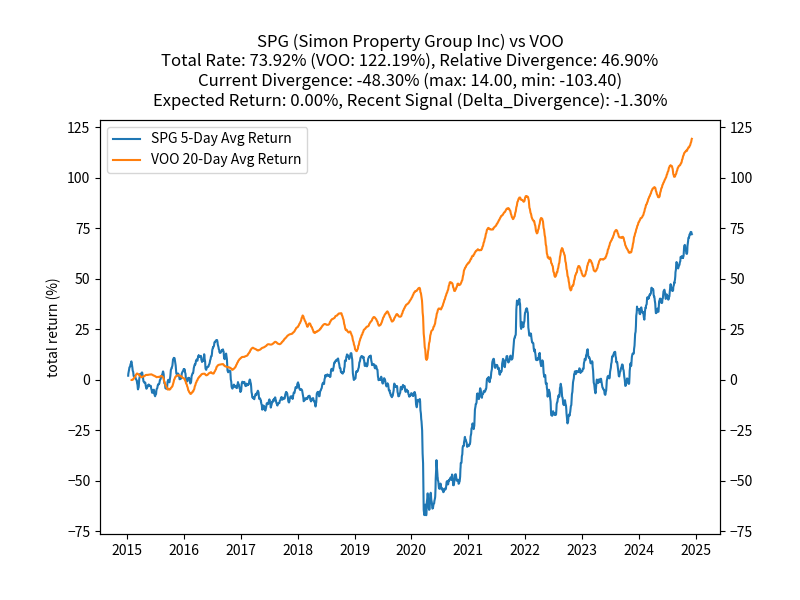 SPG (Simon Property Group Inc) vs VOO
Total Rate: 73.92% (VOO: 122.19%), Relative Divergence: 46.90%
Current Divergence: -48.30% (max: 14.00, min: -103.40)
Expected Return: 0.00%, Recent Signal (Delta_Divergence): -1.30%
SPG 5-Day Avg Return
VOO 20-Day Avg Return
total return (%)
125
100
75
50
25
0
−25
−50
−75
125
100
75
50
25
0
−25
−50
−75
2015 2016 2017 2018 2019 2020 2021 2022 2023 2024 2025